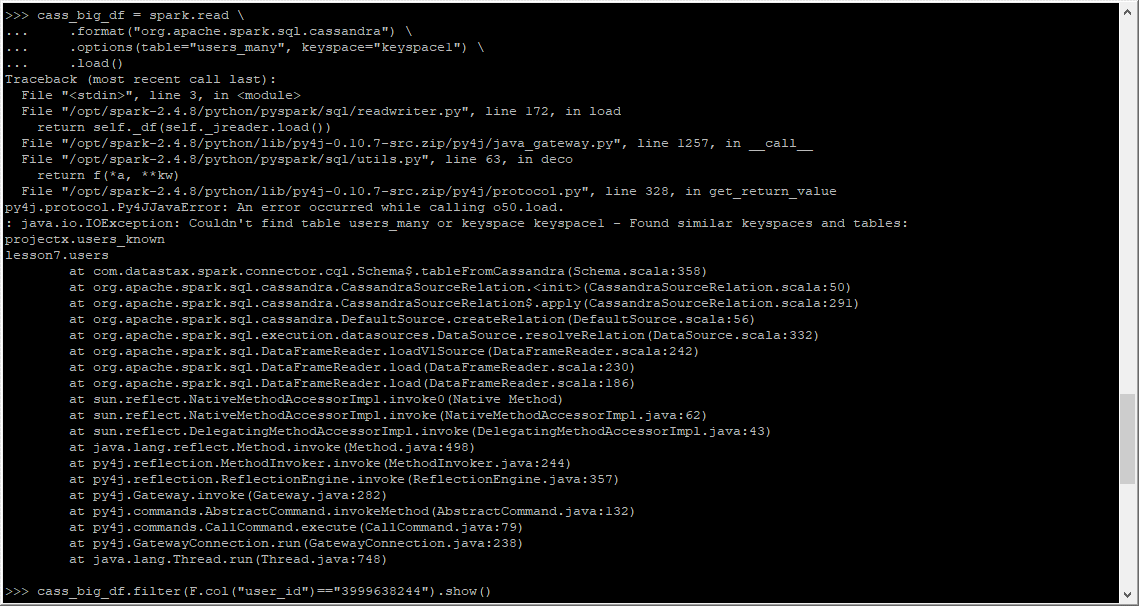 >>> cass_big_df = spark.read \
...     .format("org.apache.spark.sql.cassandra") \
...     .options(table="users_many", keyspace="keyspace1") \
...     .load()
Traceback (most recent call last):
  File "<stdin>", line 3, in <module>
  File "/opt/spark-2.4.8/python/pyspark/sql/readwriter.py", line 172, in load
    return self._df(self._jreader.load())
  File "/opt/spark-2.4.8/python/lib/py4j-0.10.7-src.zip/py4j/java_gateway.py", line 1257, in __call__
  File "/opt/spark-2.4.8/python/pyspark/sql/utils.py", line 63, in deco
    return f(*a, **kw)
  File "/opt/spark-2.4.8/python/lib/py4j-0.10.7-src.zip/py4j/protocol.py", line 328, in get_return_value
py4j.protocol.Py4JJavaError: An error occurred while calling o50.load.
: java.io.IOException: Couldn't find table users_many or keyspace keyspace1 - Found similar keyspaces and tables:
projectx.users_known
lesson7.users
        at com.datastax.spark.connector.cql.Schema$.tableFromCassandra(Schema.scala:358)
        at org.apache.spark.sql.cassandra.CassandraSourceRelation.<init>(CassandraSourceRelation.scala:50)
        at org.apache.spark.sql.cassandra.CassandraSourceRelation$.apply(CassandraSourceRelation.scala:291)
        at org.apache.spark.sql.cassandra.DefaultSource.createRelation(DefaultSource.scala:56)
        at org.apache.spark.sql.execution.datasources.DataSource.resolveRelation(DataSource.scala:332)
        at org.apache.spark.sql.DataFrameReader.loadV1Source(DataFrameReader.scala:242)
        at org.apache.spark.sql.DataFrameReader.load(DataFrameReader.scala:230)
        at org.apache.spark.sql.DataFrameReader.load(DataFrameReader.scala:186)
        at sun.reflect.NativeMethodAccessorImpl.invoke0(Native Method)
        at sun.reflect.NativeMethodAccessorImpl.invoke(NativeMethodAccessorImpl.java:62)
        at sun.reflect.DelegatingMethodAccessorImpl.invoke(DelegatingMethodAccessorImpl.java:43)
        at java.lang.reflect.Method.invoke(Method.java:498)
        at py4j.reflection.MethodInvoker.invoke(MethodInvoker.java:244)
        at py4j.reflection.ReflectionEngine.invoke(ReflectionEngine.java:357)
        at py4j.Gateway.invoke(Gateway.java:282)
        at py4j.commands.AbstractCommand.invokeMethod(AbstractCommand.java:132)
        at py4j.commands.CallCommand.execute(CallCommand.java:79)
        at py4j.GatewayConnection.run(GatewayConnection.java:238)
        at java.lang.Thread.run(Thread.java:748)
>>> cass_big_df.filter(F.col("user_id")=="3999638244").show()